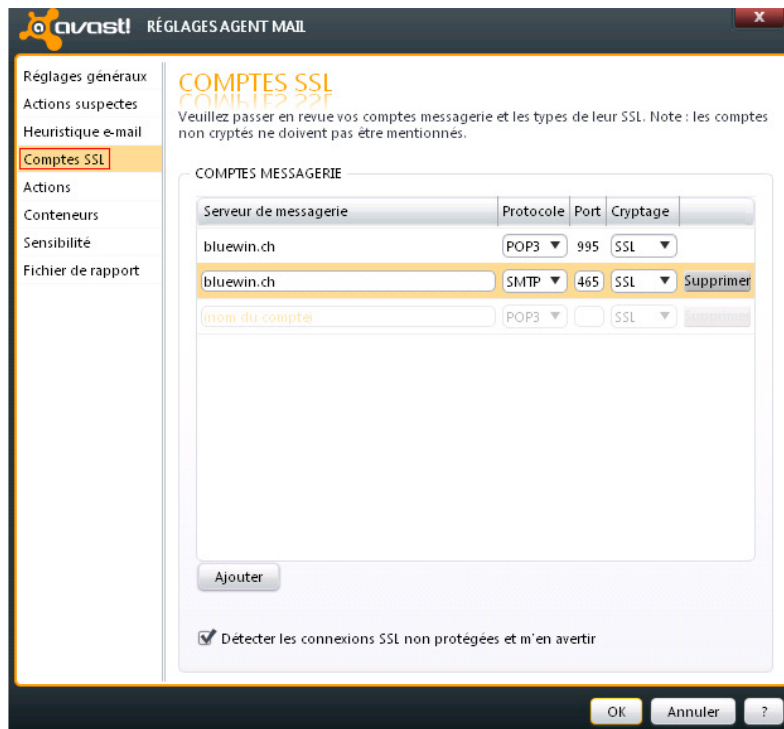 avast! RÉGLAGES AGENT MAIL
x
Réglages généraux
Actions suspectes
Heuristique e-mail
Comptes SSL
Actions
Conteneurs
Sensibilité
Fichier de rapport
COMPTES SSL
Veuillez passer en revue vos comptes messagerie et les types de leur SSL. Note : les comptes
non cryptés ne doivent pas être mentionnés.
COMPTES MESSAGERIE
Serveur de messagerie Protocole Port Cryptage
bluewin.ch POP3 995 SSL
bluewin.ch SMTP 465 SSL Supprimer
(nom du compte) POP3 SSL Supprimer
Ajouter
Détecter les connexions SSL non protégées et m'en avertir
OK Annuler ?